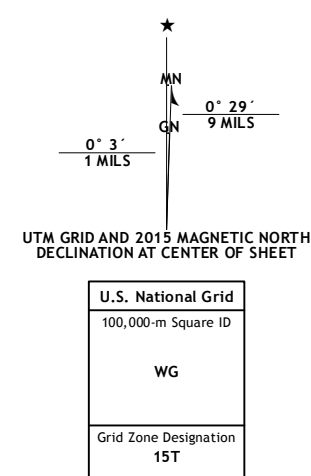 ★
MN
0° 29´
9 MILS
GN
0° 3´
1 MILS
UTM GRID AND 2015 MAGNETIC NORTH
DECLINATION AT CENTER OF SHEET
U.S. National Grid
100,000-m Square ID
WG
Grid Zone Designation
15T